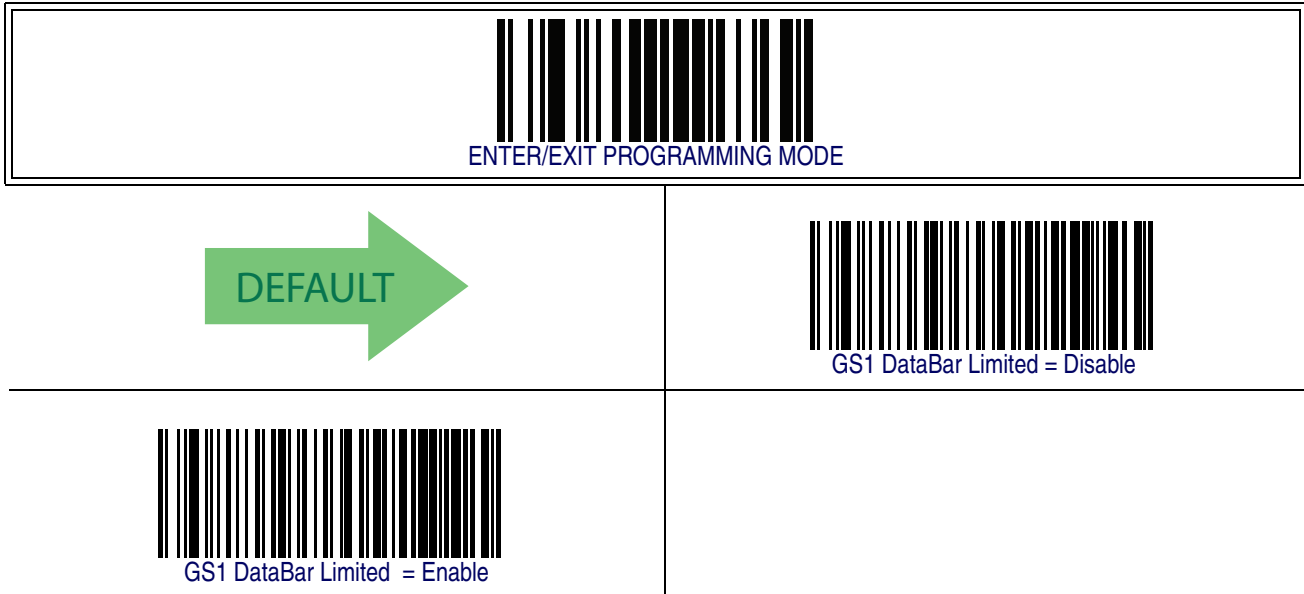 ENTER/EXIT PROGRAMMING MODE
DEFAULT
GS1 DataBar Limited = Disable
GS1 DataBar Limited = Enable